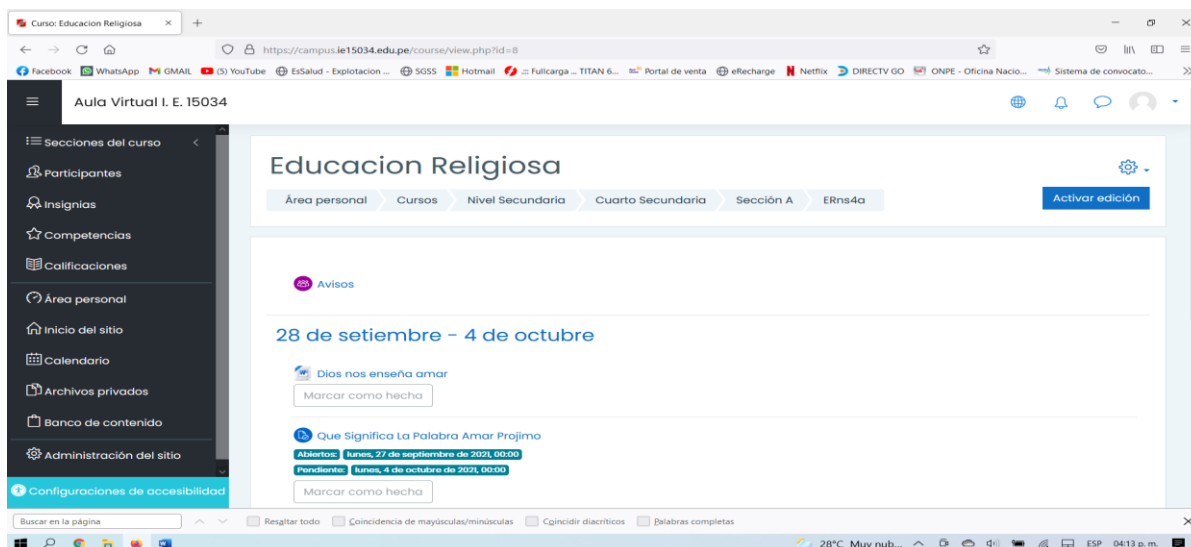 Curso: Educacion Religiosa
https://campus.ie15034.edu.pe/course/view.php?id=8
Facebook WhatsApp GMAIL (5) YouTube EsSalud - Explotacion ... SGSS Hotmail .:: Fullcarga .. TITAN 6... Portal de venta eRecharge Netflix DIRECTV GO ONPE - Oficina Nacio... Sistema de convocato...
Aula Virtual I. E. 15034
Secciones del curso
Participantes
Insignias
Competencias
Calificaciones
Área personal
Inicio del sitio
Calendario
Archivos privados
Banco de contenido
Administración del sitio
Configuraciones de accesibilidad
Educacion Religiosa
Área personal Cursos Nivel Secundaria Cuarto Secundaria Sección A ERns4a
Activar edición
Avisos
28 de setiembre - 4 de octubre
Dios nos enseña amar
Marcar como hecha
Que Significa La Palabra Amar Projimo
Abiertos: lunes, 27 de septiembre de 2021, 00:00
Pendiente: lunes, 4 de octubre de 2021, 00:00
Marcar como hecha
Buscar en la página Resaltar todo Coincidencia de mayúsculas/minúsculas Coincidir diacríticos Palabras completas
28°C Muy nub... ESP 04:13 p. m.